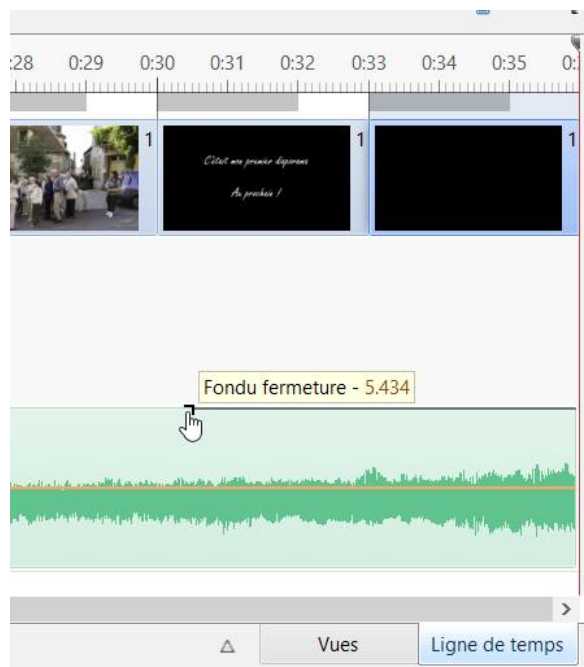 :28 0:29 0:30 0:31 0:32 0:33 0:34 0:35 0:
1 1 1
C'était mon premier diaporama
Au prochain !
Fondu fermeture - 5.434
Vues Ligne de temps